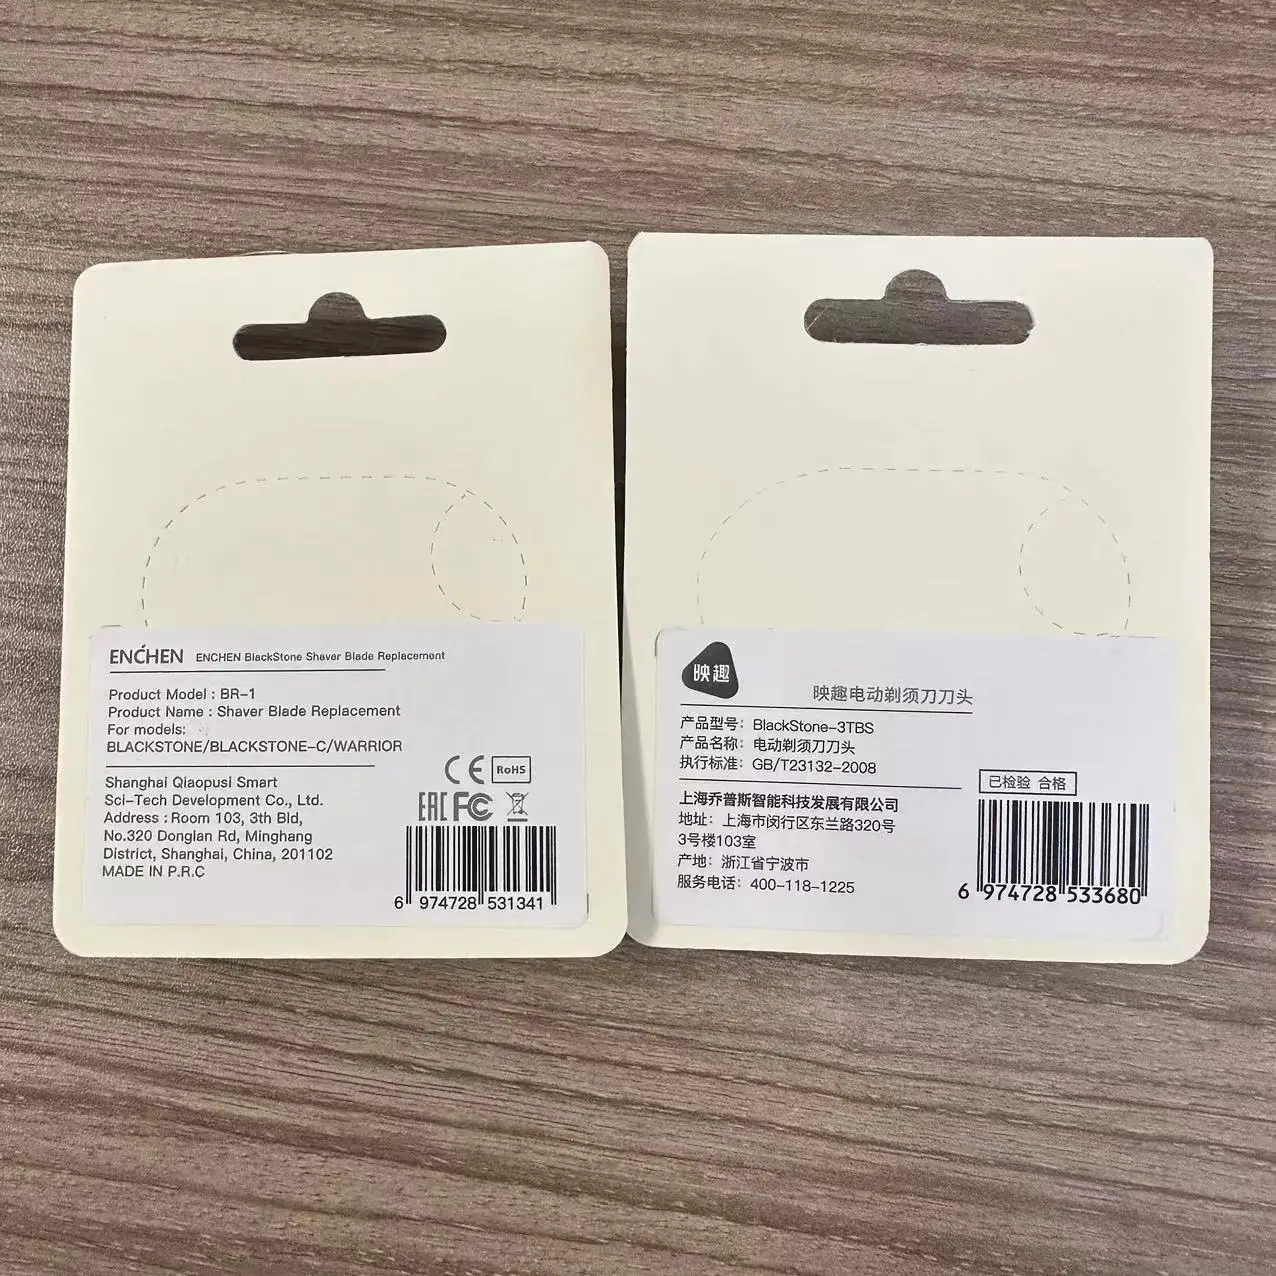 ENCHEN ENCHEN BlackStone Shaver Blade Replacement
Product Model : BR-1
Product Name : Shaver Blade Replacement
For models:
BLACKSTONE/BLACKSTONE-C/WARRIOR
Shanghai Qiaopusi Smart
Sci-Tech Development Co., Ltd.
Address : Room 103, 3th Bld,
No.320 Donglan Rd, Minghang
District, Shanghai, China, 201102
MADE IN P.R.C
CE RoHS
EAC FC
6 974728 531341
映趣
映趣电动剃须刀刀头
产品型号: BlackStone-3TBS
产品名称: 电动剃须刀刀头
执行标准: GB/T23132-2008
已检验 合格
上海乔普斯智能科技发展有限公司
地址: 上海市闵行区东兰路320号
3号楼103室
产地: 浙江省宁波市
服务电话: 400-118-1225
6 974728 533680